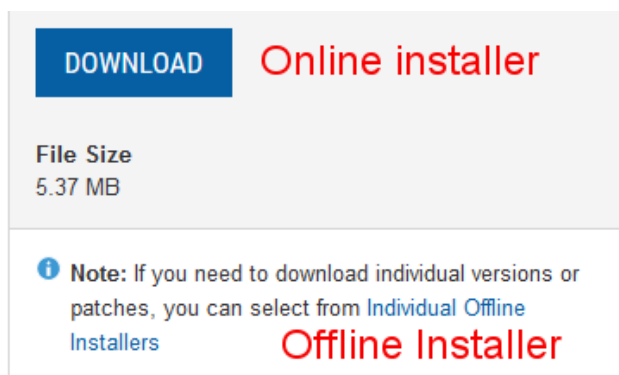 DOWNLOAD Online installer
File Size
5.37 MB
Note: If you need to download individual versions or
patches, you can select from Individual Offline
Installers Offline Installer